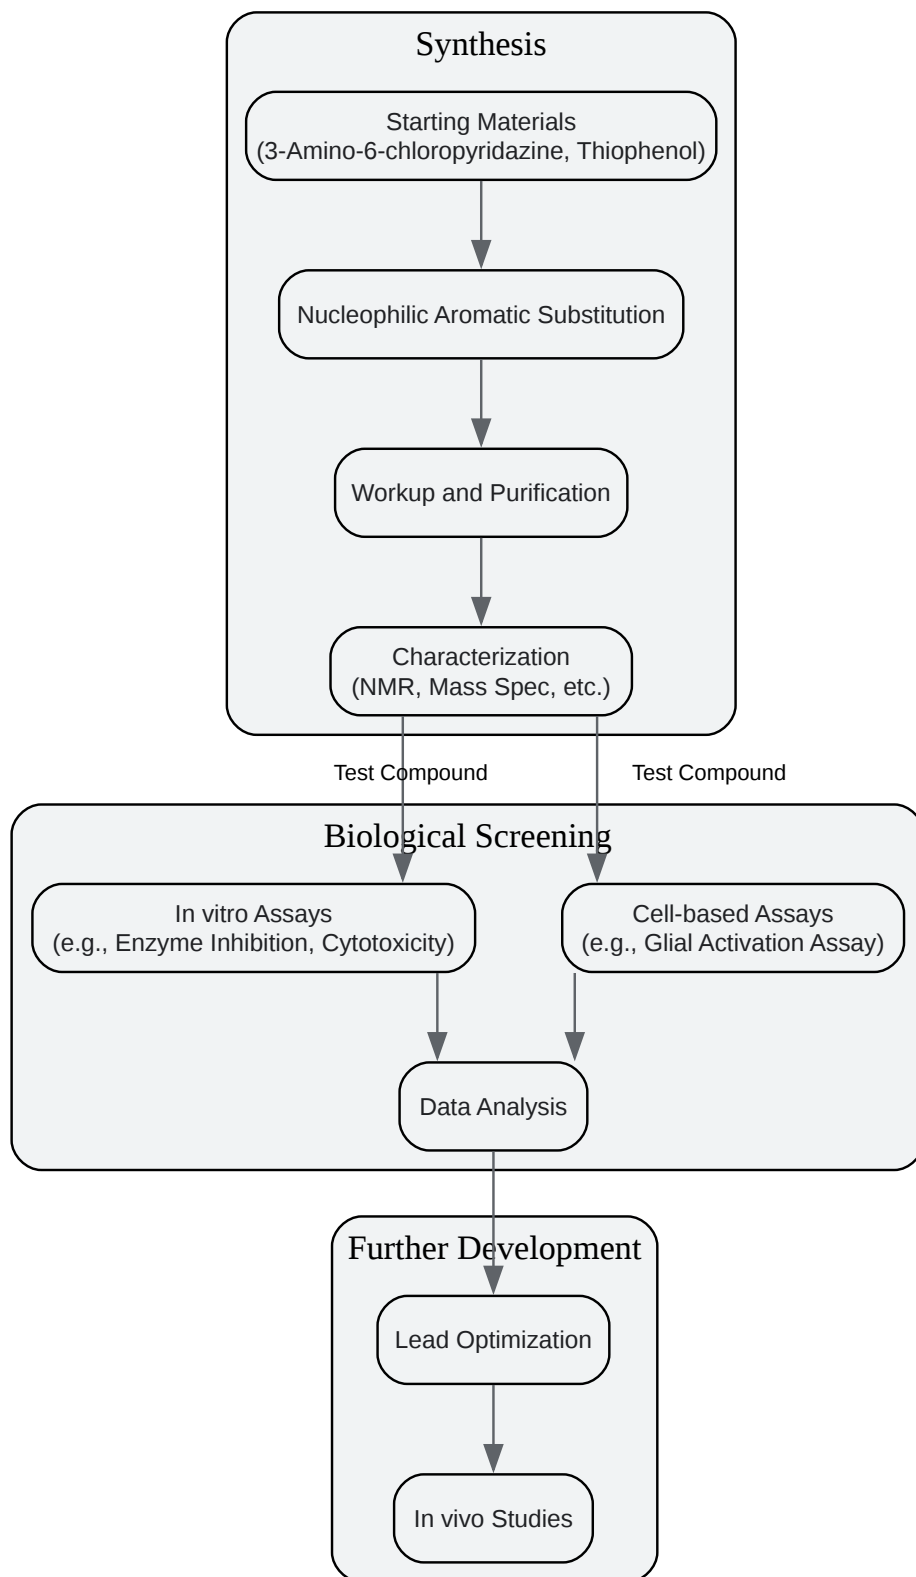 Synthesis
Starting Materials
(3-Amino-6-chloropyridazine, Thiophenol)
Nucleophilic Aromatic Substitution
Workup and Purification
Characterization
(NMR, Mass Spec, etc.)
Test Compound
Test Compound
Biological Screening
In vitro Assays
(e.g., Enzyme Inhibition, Cytotoxicity)
Cell-based Assays
(e.g., Glial Activation Assay)
Data Analysis
Further Development
Lead Optimization
In vivo Studies